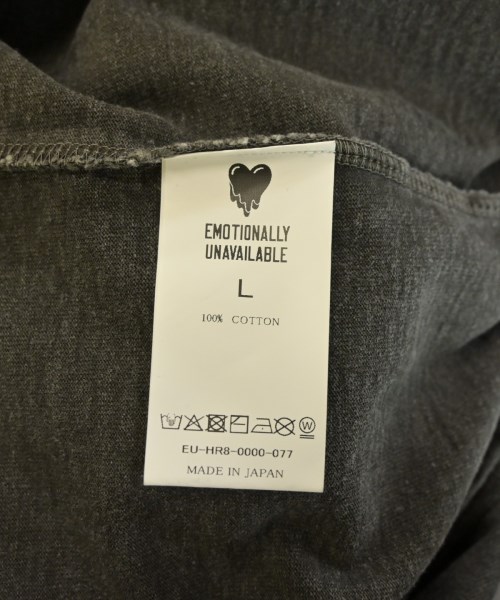 EMOTIONALLY
UNAVAILABLE
L
100% COTTON
W
EU-HR8-0000-077
MADE IN JAPAN